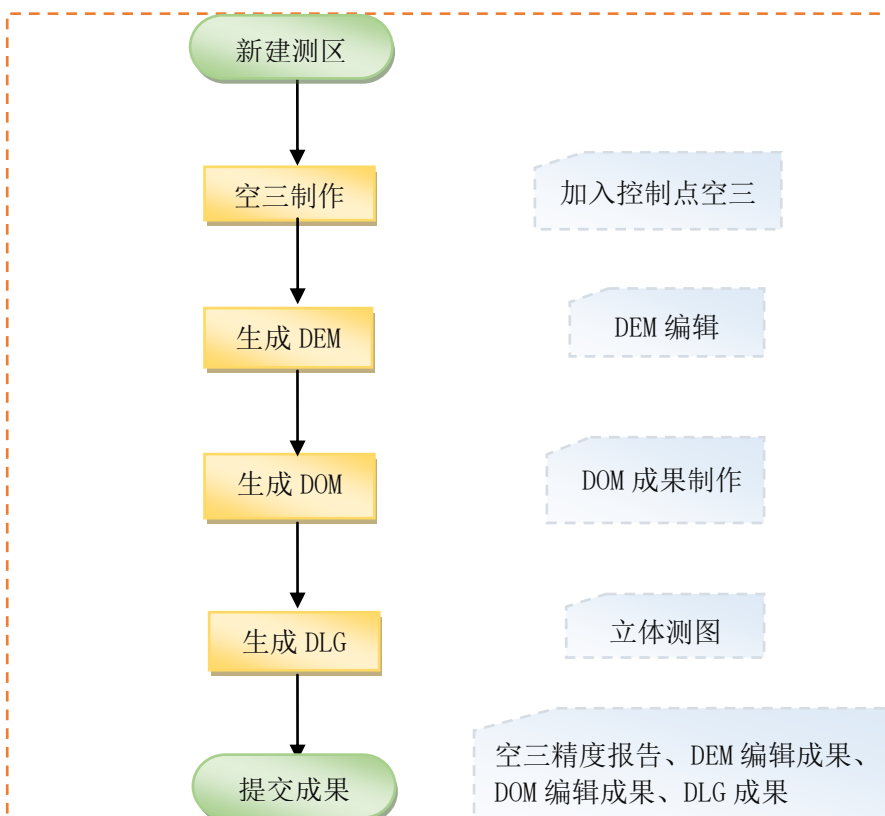 新建测区
空三制作
加入控制点空三
生成 DEM
DEM 编辑
生成 DOM
DOM 成果制作
生成 DLG
立体测图
提交成果
空三精度报告、DEM 编辑成果、
DOM 编辑成果、DLG 成果